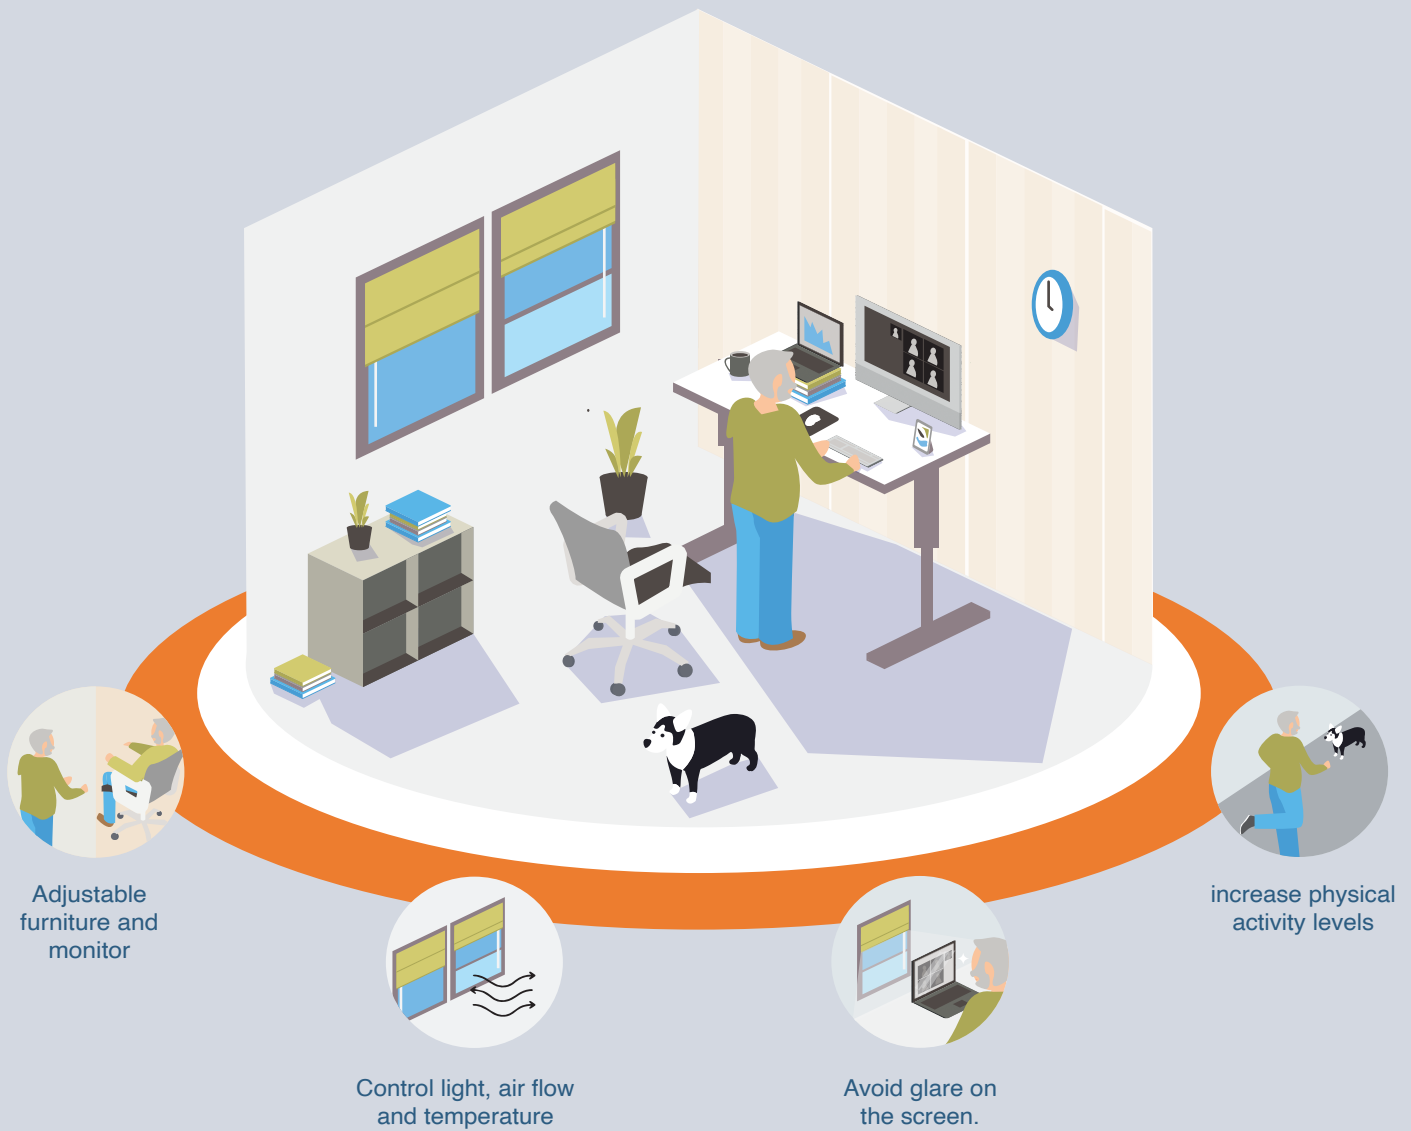 Adjustable
furniture and
monitor
Control light, air flow
and temperature
Avoid glare on
the screen.
increase physical
activity levels